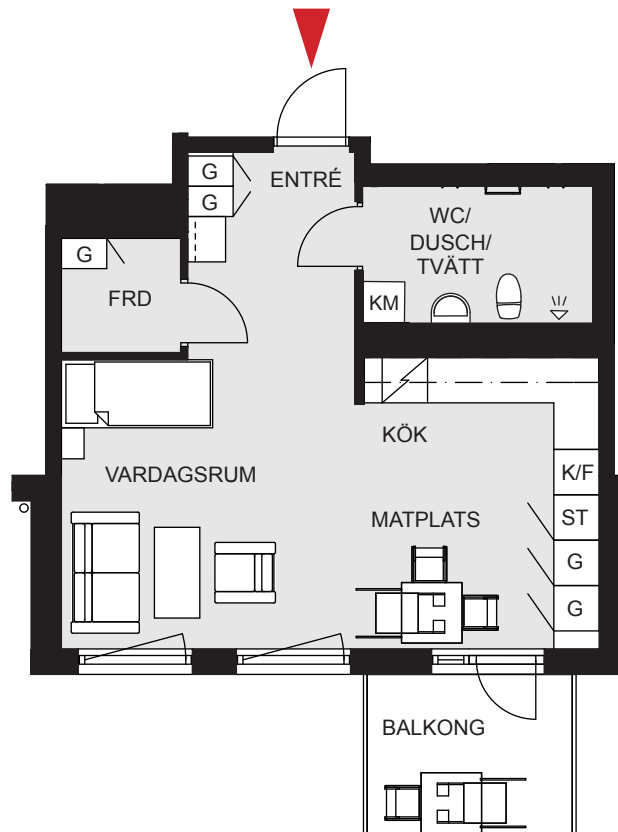 G
ENTRÉ
G
WC/
DUSCH/
TVÄTT
G
FRD
KM
KÖK
VARDAGSRUM
K/F
MATPLATS
ST
G
G
BALKONG